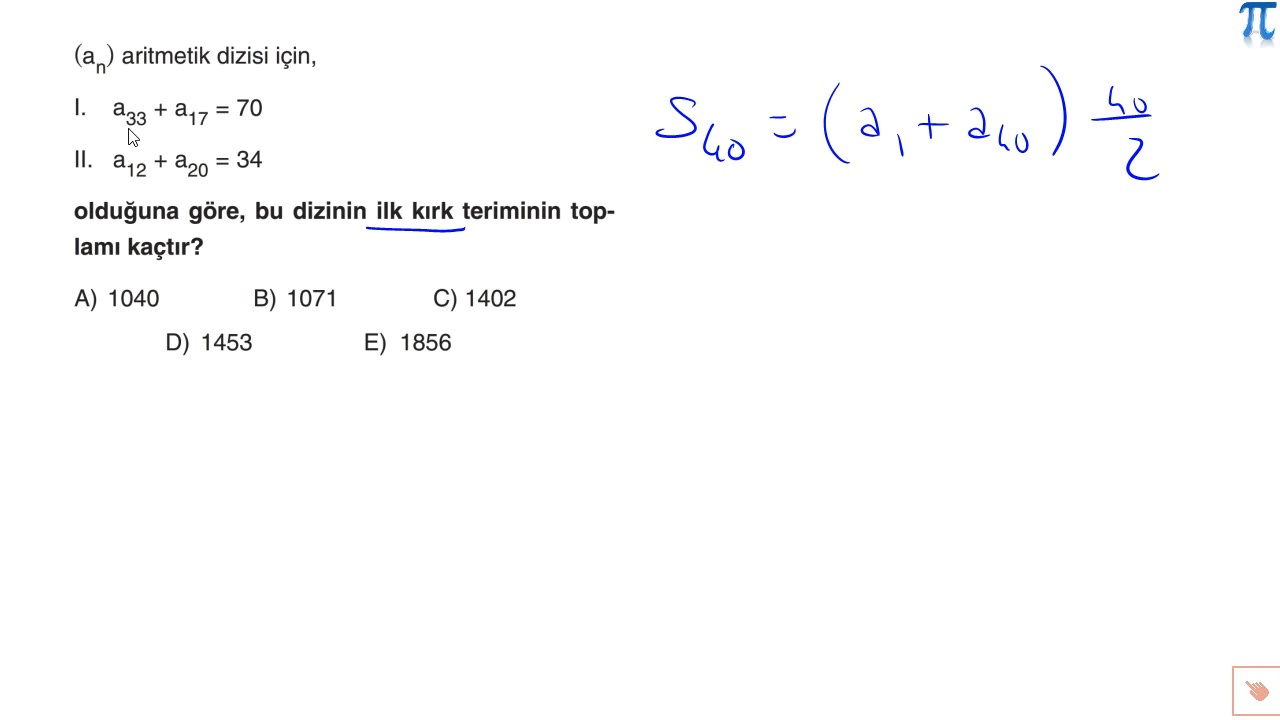 (aₙ) aritmetik dizisi için,
I. a₃₃ + a₁₇ = 70
II. a₁₂ + a₂₀ = 34
olduğuna göre, bu dizinin ilk kırk teriminin top-
lamı kaçtır?
A) 1040 B) 1071 C) 1402
D) 1453 E) 1856
S₄₀ = (a₁ + a₄₀) 40/2
π